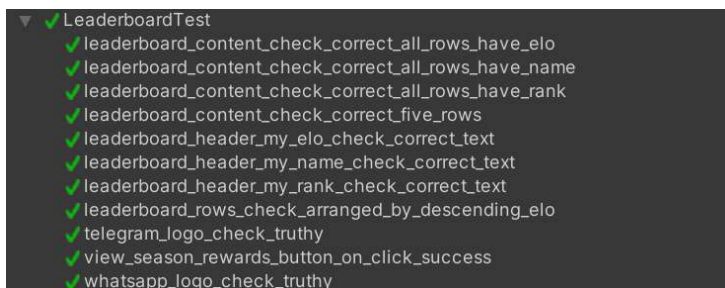 LeaderboardTest
leaderboard_content_check_correct_all_rows_have_elo
leaderboard_content_check_correct_all_rows_have_name
leaderboard_content_check_correct_all_rows_have_rank
leaderboard_content_check_correct_five_rows
leaderboard_header_my_elo_check_correct_text
leaderboard_header_my_name_check_correct_text
leaderboard_header_my_rank_check_correct_text
leaderboard_rows_check_arranged_by_descending_elo
telegram_logo_check_truthy
view_season_rewards_button_on_click_success
whatsapp_logo_check_truthy